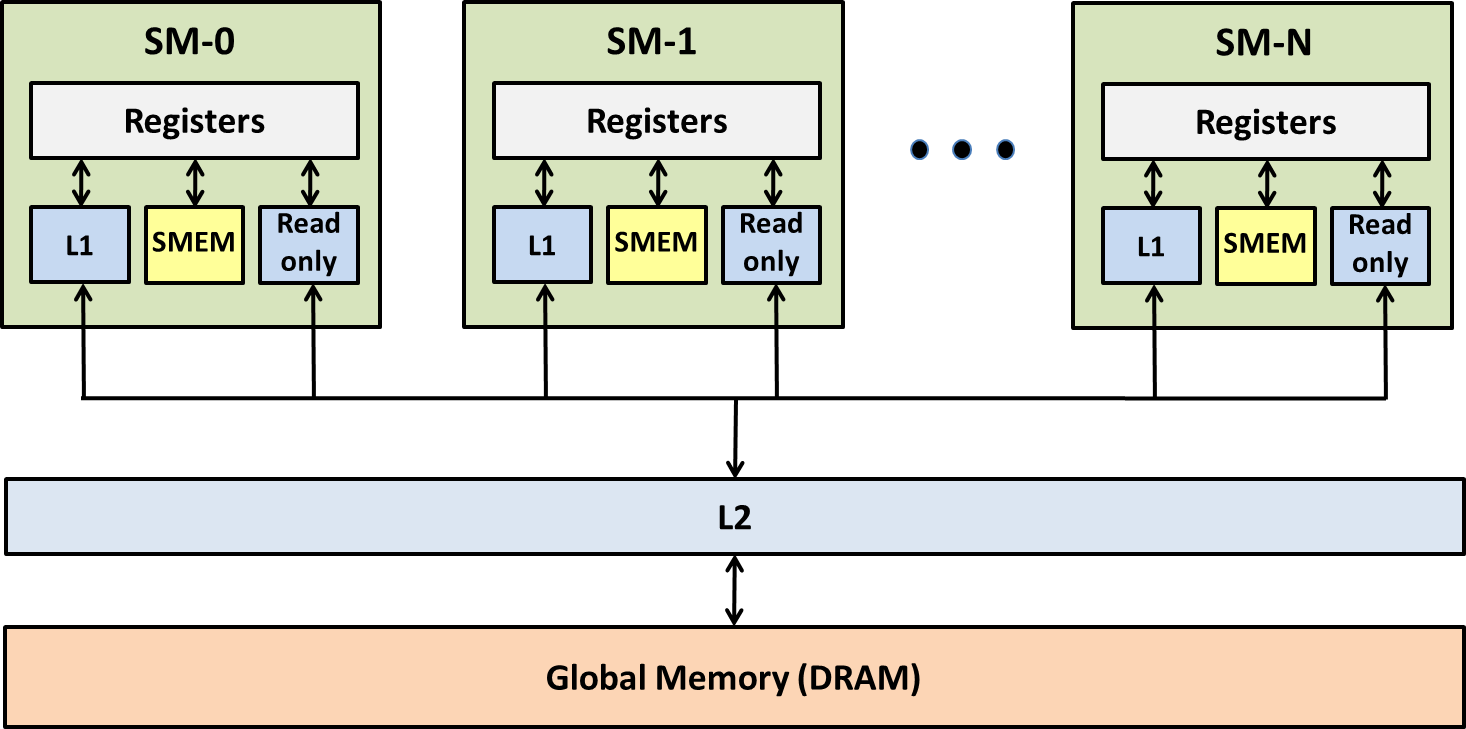 SM-0
Registers
L1
SMEM
Read
only
SM-1
Registers
L1
SMEM
Read
only
SM-N
Registers
L1
SMEM
Read
only
L2
Global Memory (DRAM)